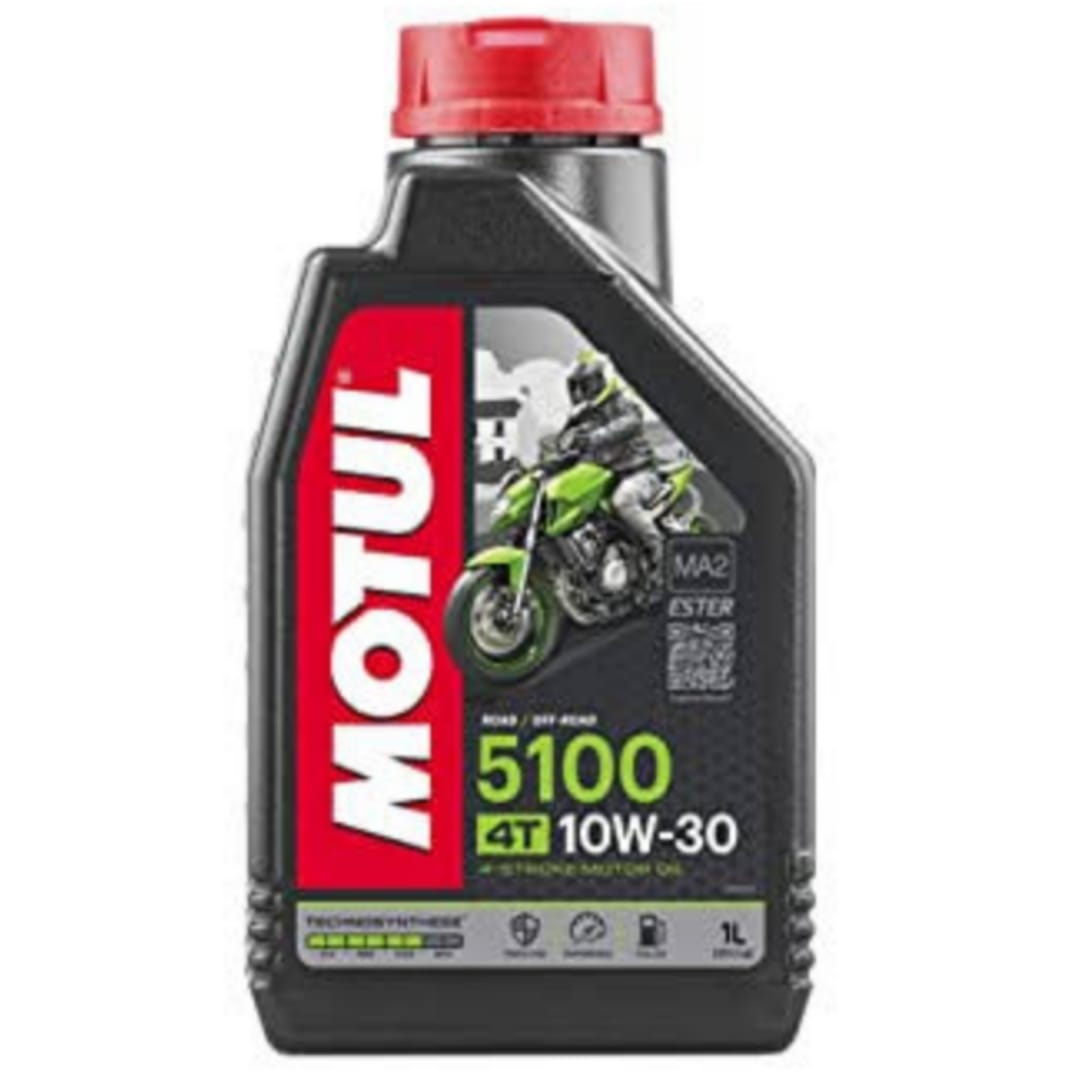 MOTUL®
MA2
ESTER
ROAD / OFF-ROAD
5100
4T 10W-30
4-STROKE MOTOR OIL
TECHNOSYNTHESE
1L